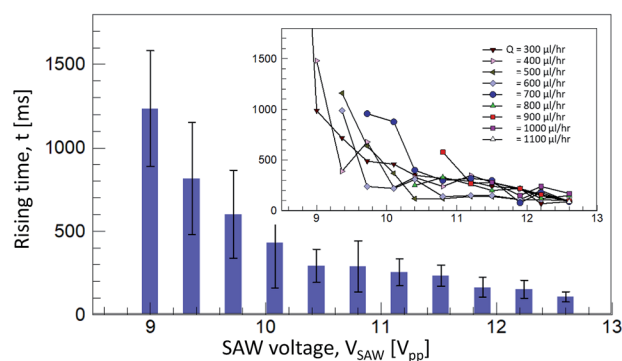 1500
1000
500
0
Rising time, t [ms]
9
10
11
12
13
SAW voltage, V_SAW [V_pp]
1500
1000
500
0
9
10
11
12
13
Q = 300 µl/hr
= 400 µl/hr
= 500 µl/hr
= 600 µl/hr
= 700 µl/hr
= 800 µl/hr
= 900 µl/hr
= 1000 µl/hr
= 1100 µl/hr